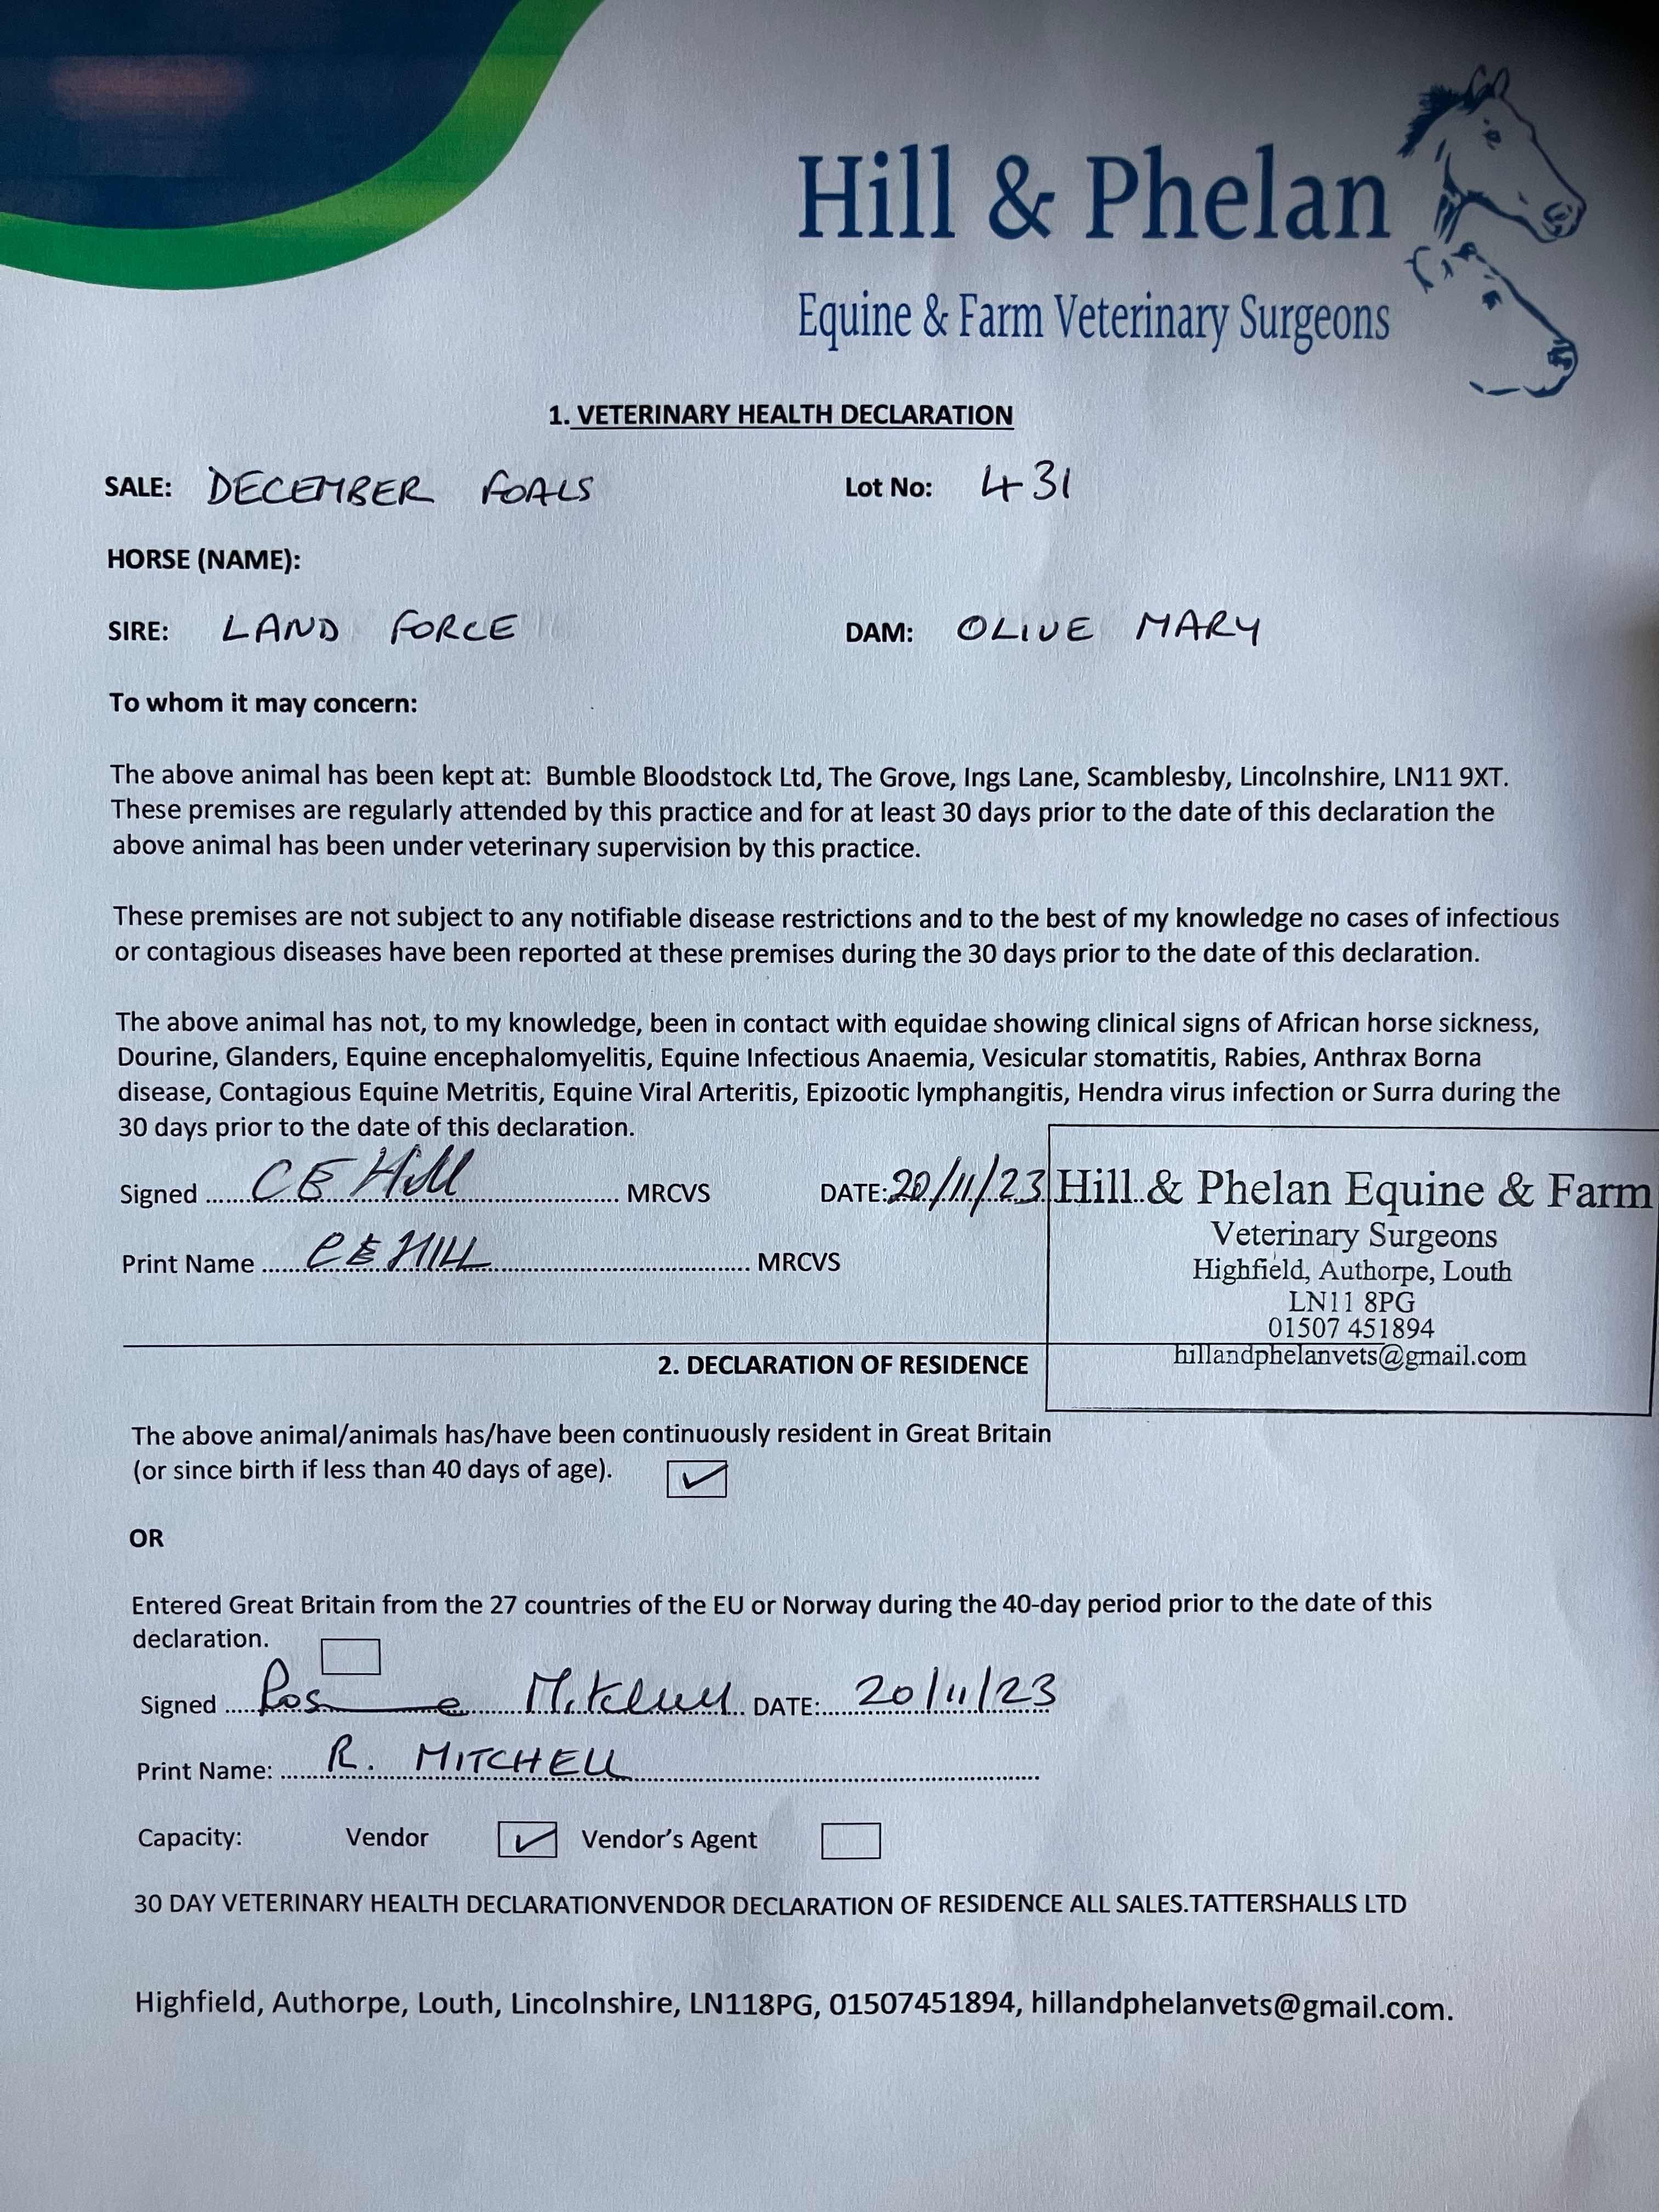 Hill & Phelan
Equine & Farm Veterinary Surgeons
1. VETERINARY HEALTH DECLARATION
SALE: DECEMBER FOALS Lot No: 431
HORSE (NAME):
SIRE: LAND FORCE DAM: OLIVE MARY
To whom it may concern:
The above animal has been kept at: Bumble Bloodstock Ltd, The Grove, Ings Lane, Scamblesby, Lincolnshire, LN11 9XT.
These premises are regularly attended by this practice and for at least 30 days prior to the date of this declaration the
above animal has been under veterinary supervision by this practice.
These premises are not subject to any notifiable disease restrictions and to the best of my knowledge no cases of infectious
or contagious diseases have been reported at these premises during the 30 days prior to the date of this declaration.
The above animal has not, to my knowledge, been in contact with equidae showing clinical signs of African horse sickness,
Dourine, Glanders, Equine encephalomyelitis, Equine Infectious Anaemia, Vesicular stomatitis, Rabies, Anthrax Borna
disease, Contagious Equine Metritis, Equine Viral Arteritis, Epizootic lymphangitis, Hendra virus infection or Surra during the
30 days prior to the date of this declaration.
Signed C E Hill MRCVS DATE: 20/11/23
Print Name C E HILL MRCVS
Hill & Phelan Equine & Farm
Veterinary Surgeons
Highfield, Authorpe, Louth
LN11 8PG
01507 451894
hillandphelanvets@gmail.com
2. DECLARATION OF RESIDENCE
The above animal/animals has/have been continuously resident in Great Britain
(or since birth if less than 40 days of age). ✓
OR
Entered Great Britain from the 27 countries of the EU or Norway during the 40-day period prior to the date of this
declaration.
Signed Mitchell DATE: 20/11/23
Print Name: R. MITCHELL
Capacity: Vendor ✓ Vendor's Agent
30 DAY VETERINARY HEALTH DECLARATIONVENDOR DECLARATION OF RESIDENCE ALL SALES.TATTERSHALLS LTD
Highfield, Authorpe, Louth, Lincolnshire, LN118PG, 01507451894, hillandphelanvets@gmail.com.